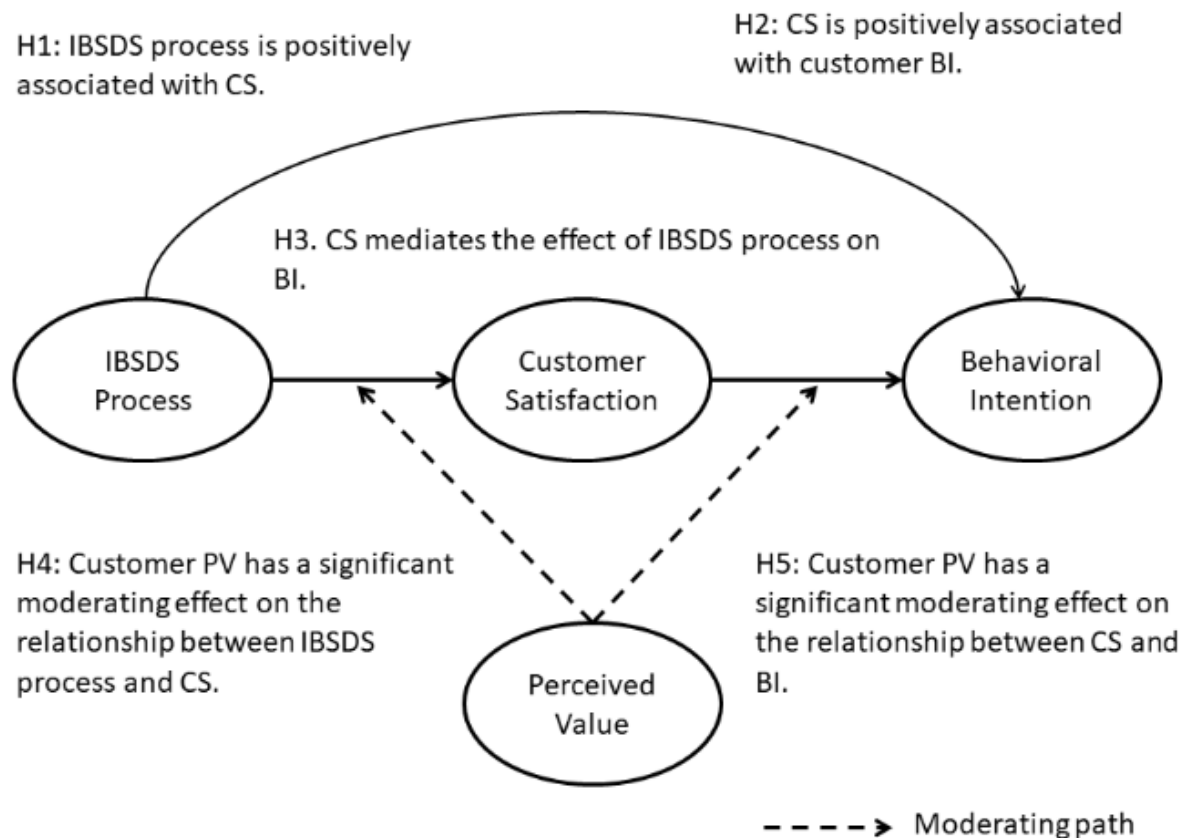 H1: IBSDS process is positively
associated with CS.
H2: CS is positively associated
with customer BI.
H3. CS mediates the effect of IBSDS process on
BI.
IBSDS
Process
Customer
Satisfaction
Behavioral
Intention
H4: Customer PV has a significant
moderating effect on the
relationship between IBSDS
process and CS.
H5: Customer PV has a
significant moderating effect on
the relationship between CS and
BI.
Perceived
Value
Moderating path